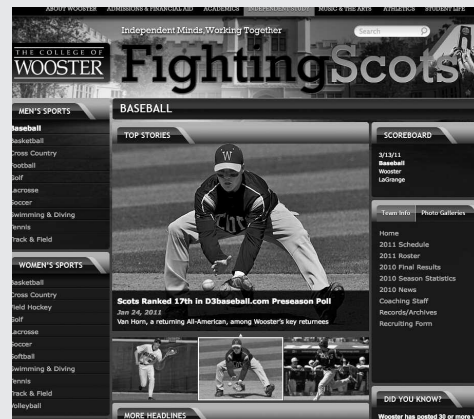 ABOUT WOOSTER ADMISSIONS & FINANCIAL AID ACADEMICS INDEPENDENT STUDY MUSIC & THE ARTS ATHLETICS STUDENT LIFE
Independent Minds, Working Together
Search
THE COLLEGE OF
WOOSTER
FightingScots
MEN'S SPORTS
Baseball
Basketball
Cross Country
Football
Golf
Lacrosse
Soccer
Swimming & Diving
Tennis
Track & Field
WOMEN'S SPORTS
Basketball
Cross Country
Field Hockey
Golf
Lacrosse
Soccer
Softball
Swimming & Diving
Tennis
Track & Field
Volleyball
BASEBALL
TOP STORIES
W
Scots Ranked 17th in D3baseball.com Preseason Poll
Jan 24, 2011
Van Horn, a returning All-American, among Wooster's key returnees
MORE HEADLINES
SCOREBOARD
3/13/11
Baseball
Wooster
LaGrange
Team Info Photo Galleries
Home
2011 Schedule
2011 Roster
2010 Final Results
2010 Season Statistics
2010 News
Coaching Staff
Records/Archives
Recruiting Form
DID YOU KNOW?
Wooster has posted 30 or more